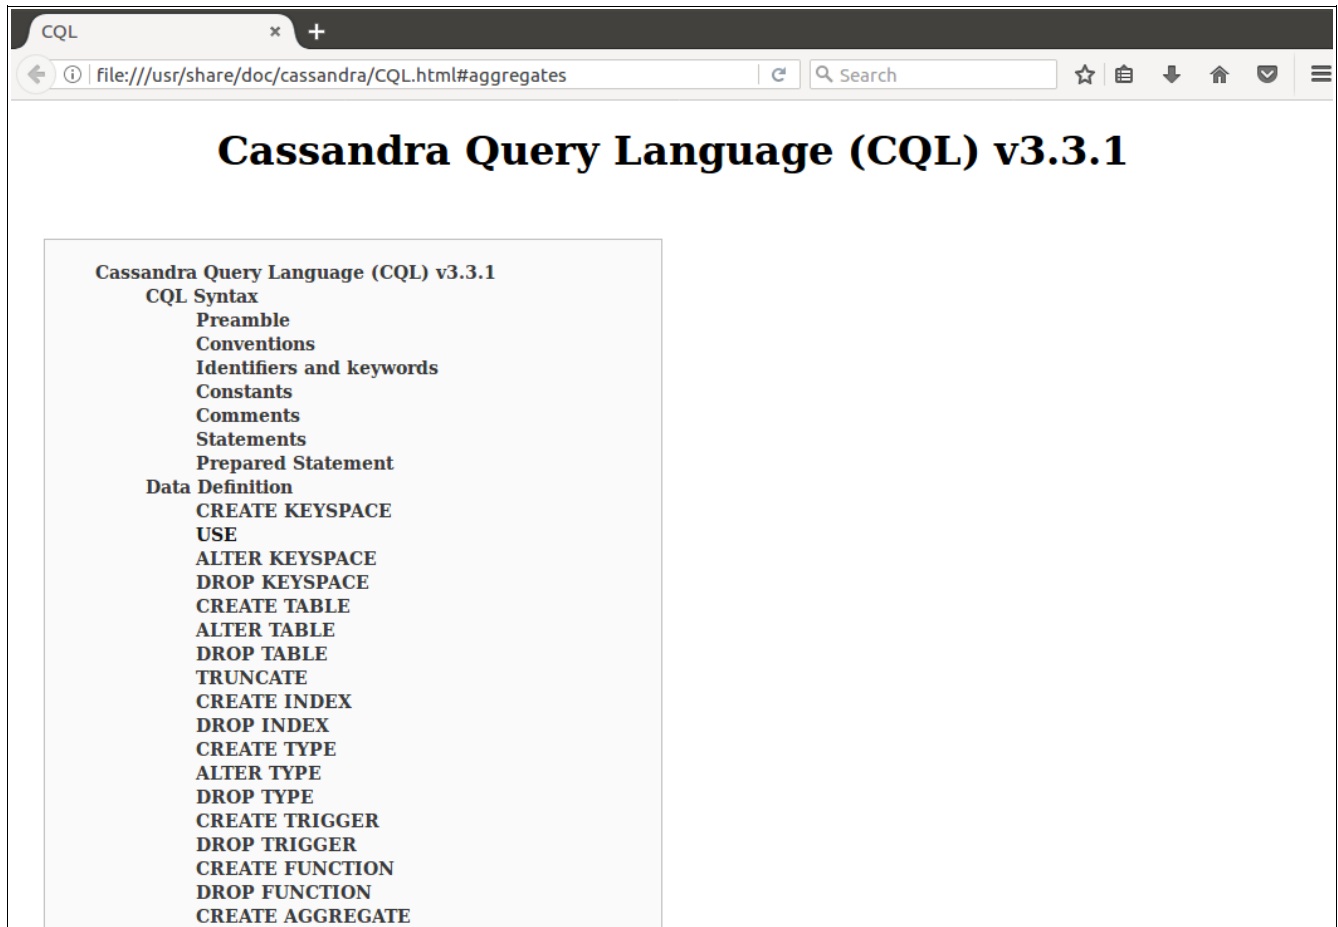 CQL
file:///usr/share/doc/cassandra/CQL.html#aggregates
Search
Cassandra Query Language (CQL) v3.3.1
Cassandra Query Language (CQL) v3.3.1
CQL Syntax
Preamble
Conventions
Identifiers and keywords
Constants
Comments
Statements
Prepared Statement
Data Definition
CREATE KEYSPACE
USE
ALTER KEYSPACE
DROP KEYSPACE
CREATE TABLE
ALTER TABLE
DROP TABLE
TRUNCATE
CREATE INDEX
DROP INDEX
CREATE TYPE
ALTER TYPE
DROP TYPE
CREATE TRIGGER
DROP TRIGGER
CREATE FUNCTION
DROP FUNCTION
CREATE AGGREGATE